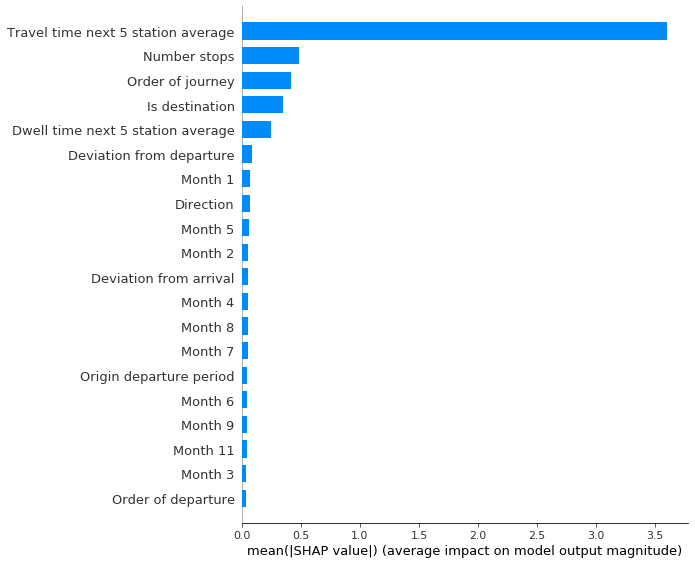 Travel time next 5 station average
Number stops
Order of journey
Is destination
Dwell time next 5 station average
Deviation from departure
Month 1
Direction
Month 5
Month 2
Deviation from arrival
Month 4
Month 8
Month 7
Origin departure period
Month 6
Month 9
Month 11
Month 3
Order of departure
0.0 0.5 1.0 1.5 2.0 2.5 3.0 3.5
mean(|SHAP value|) (average impact on model output magnitude)